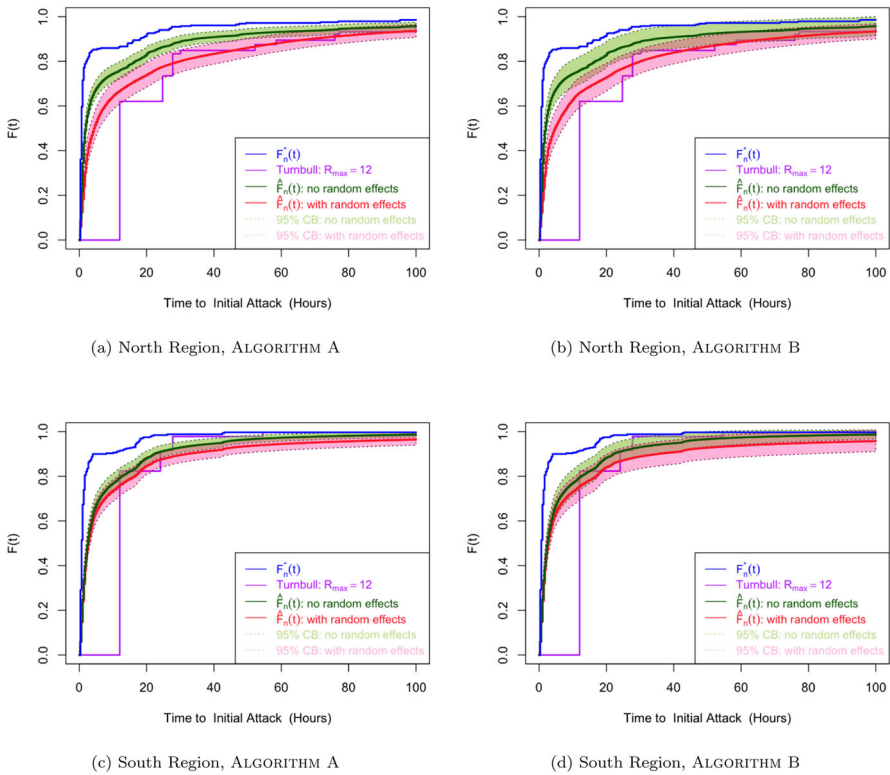 1.0
0.8
0.6
0.4
0.2
0.0
F(t)
F*n(t)
Turnbull: Rmax = 12
F̂n(t): no random effects
F̂n(t): with random effects
95% CB: no random effects
95% CB: with random effects
0 20 40 60 80 100
Time to Initial Attack (Hours)
(a) North Region, ALGORITHM A
1.0
0.8
0.6
0.4
0.2
0.0
F(t)
F*n(t)
Turnbull: Rmax = 12
F̂n(t): no random effects
F̂n(t): with random effects
95% CB: no random effects
95% CB: with random effects
0 20 40 60 80 100
Time to Initial Attack (Hours)
(b) North Region, ALGORITHM B
1.0
0.8
0.6
0.4
0.2
0.0
F(t)
F*n(t)
Turnbull: Rmax = 12
F̂n(t): no random effects
F̂n(t): with random effects
95% CB: no random effects
95% CB: with random effects
0 20 40 60 80 100
Time to Initial Attack (Hours)
(c) South Region, ALGORITHM A
1.0
0.8
0.6
0.4
0.2
0.0
F(t)
F*n(t)
Turnbull: Rmax = 12
F̂n(t): no random effects
F̂n(t): with random effects
95% CB: no random effects
95% CB: with random effects
0 20 40 60 80 100
Time to Initial Attack (Hours)
(d) South Region, ALGORITHM B